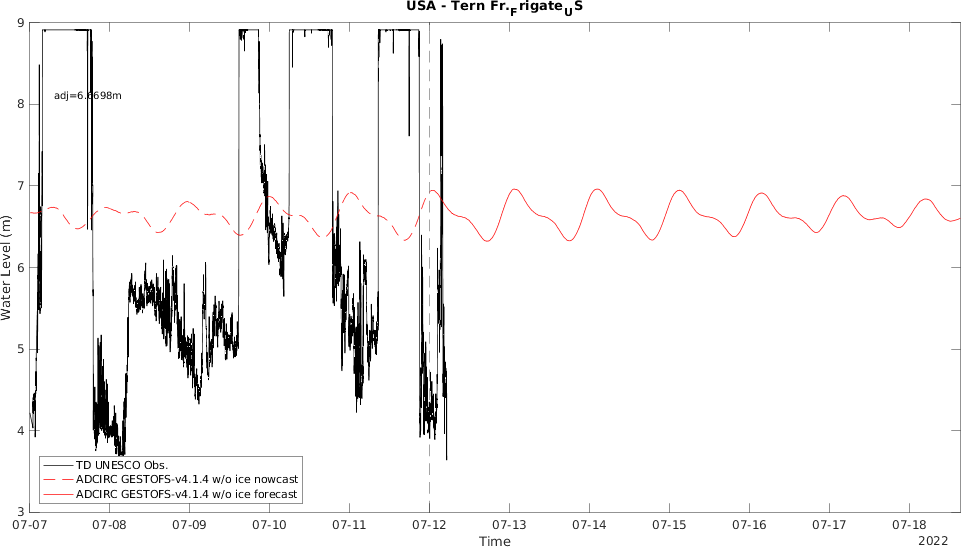 USA - Tern Fr.FrigateUS
9
8
7
6
5
4
3
Water Level (m)
adj=6.6698m
TD UNESCO Obs.
ADCIRC GESTOFS-v4.1.4 w/o ice nowcast
ADCIRC GESTOFS-v4.1.4 w/o ice forecast
07-07 07-08 07-09 07-10 07-11 07-12 07-13 07-14 07-15 07-16 07-17 07-18
Time
2022